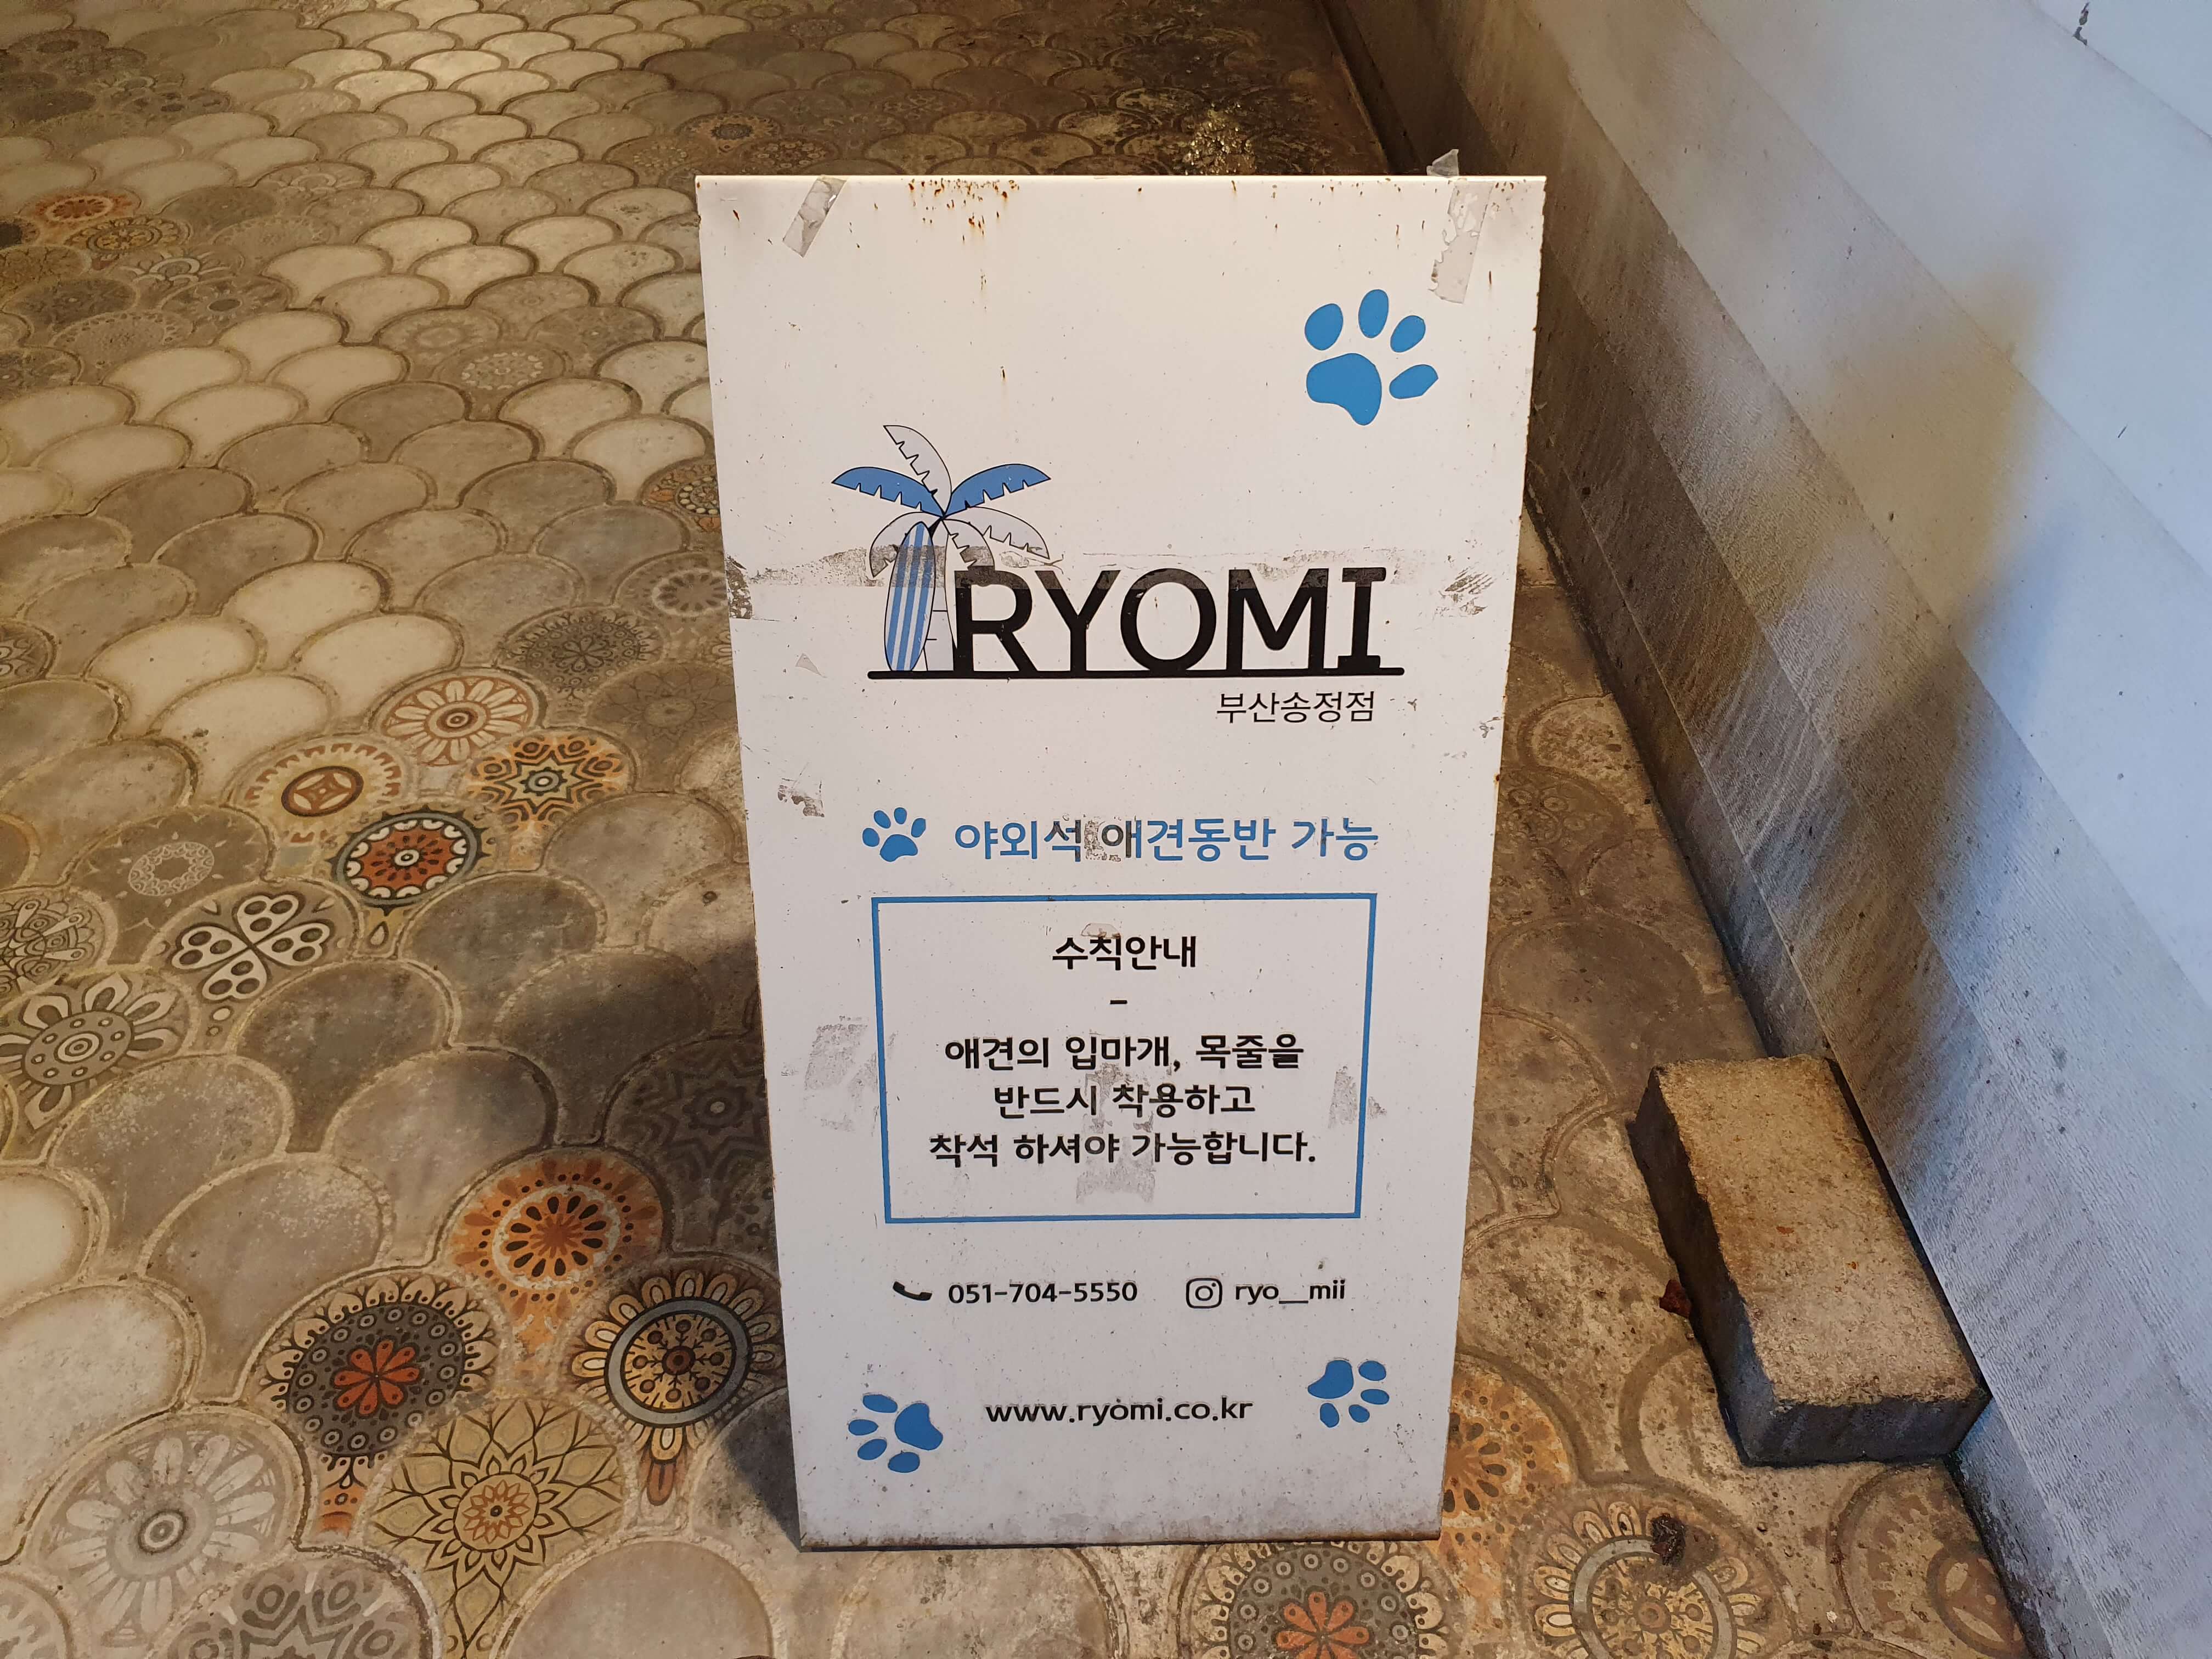 RYOMI
부산송정점
야외석 애견동반 가능
수칙안내
-
애견의 입마개, 목줄을
반드시 착용하고
착석 하셔야 가능합니다.
051-704-5550 ryo__mii
www.ryomi.co.kr